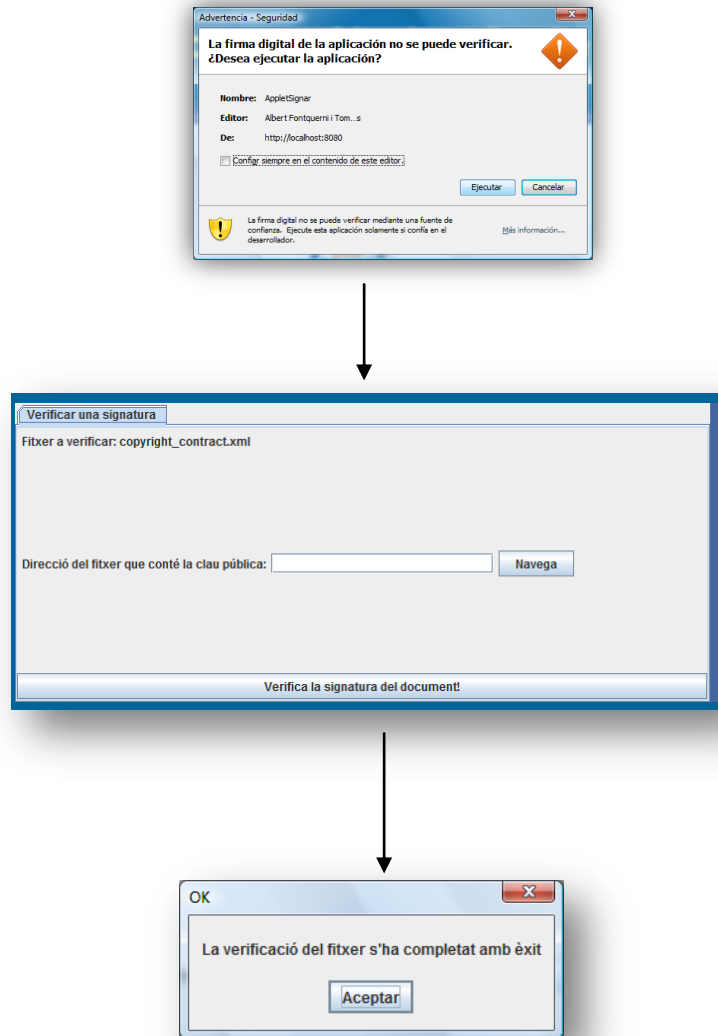 Advertencia - Seguridad
La firma digital de la aplicación no se puede verificar.
¿Desea ejecutar la aplicación?
Nombre: AppletSignar
Editor: Albert Fontquerni i Tom...s
De: http://localhost:8080
Confiar siempre en el contenido de este editor.
Ejecutar Cancelar
La firma digital no se puede verificar mediante una fuente de
confianza. Ejecute esta aplicación solamente si confía en el
desarrollador.
Más información...
Verificar una signatura
Fitxer a verificar: copyright_contract.xml
Direcció del fitxer que conté la clau pública: Navega
Verifica la signatura del document!
OK
La verificació del fitxer s'ha completat amb èxit
Aceptar